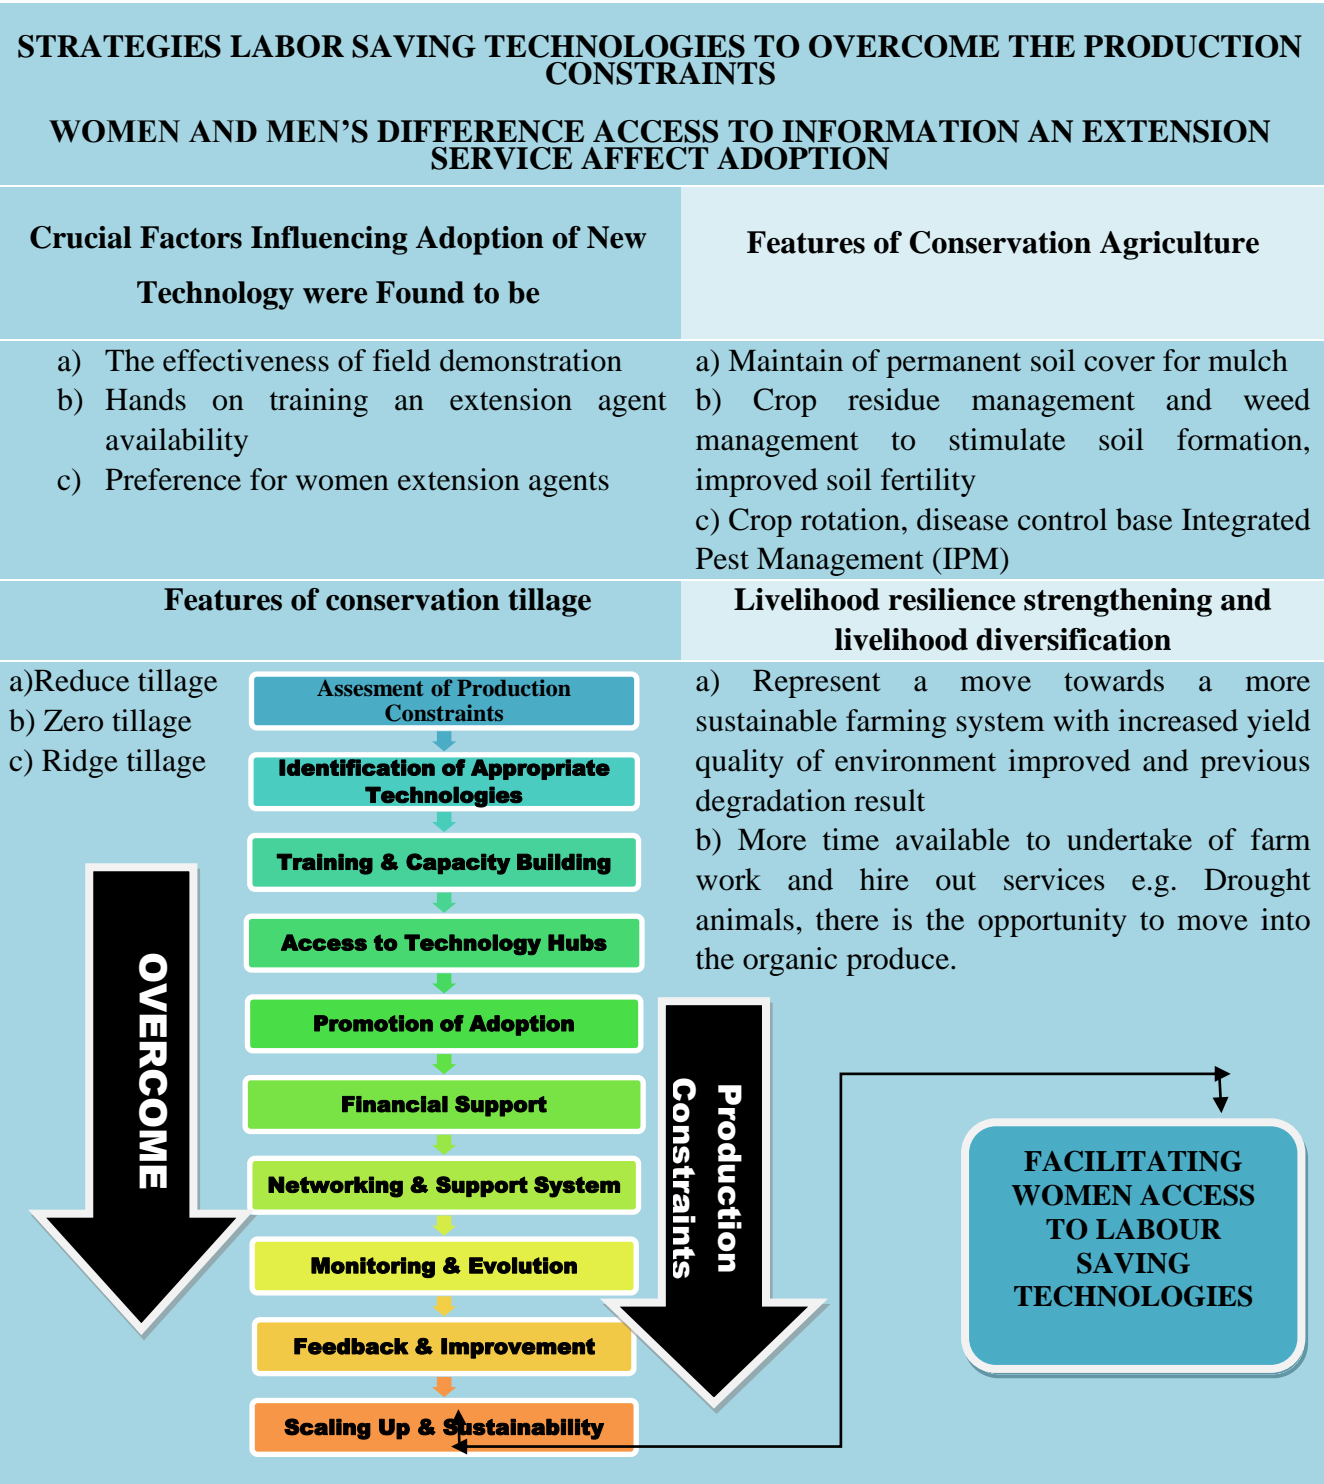 STRATEGIES LABOR SAVING TECHNOLOGIES TO OVERCOME THE PRODUCTION
CONSTRAINTS
WOMEN AND MEN’S DIFFERENCE ACCESS TO INFORMATION AN EXTENSION
SERVICE AFFECT ADOPTION
Crucial Factors Influencing Adoption of New
Technology were Found to be
Features of Conservation Agriculture
a) The effectiveness of field demonstration
b) Hands on training an extension agent
availability
c) Preference for women extension agents
a) Maintain of permanent soil cover for mulch
b) Crop residue management and weed
management to stimulate soil formation,
improved soil fertility
c) Crop rotation, disease control base Integrated
Pest Management (IPM)
Features of conservation tillage
Livelihood resilience strengthening and
livelihood diversification
a)Reduce tillage
b) Zero tillage
c) Ridge tillage
Assesment of Production
Constraints
Identification of Appropriate
Technologies
Training & Capacity Building
Access to Technology Hubs
Promotion of Adoption
Financial Support
Networking & Support System
Monitoring & Evolution
Feedback & Improvement
Scaling Up & Sustainability
OVERCOME
Production
Constraints
a) Represent a move towards a more
sustainable farming system with increased yield
quality of environment improved and previous
degradation result
b) More time available to undertake of farm
work and hire out services e.g. Drought
animals, there is the opportunity to move into
the organic produce.
FACILITATING
WOMEN ACCESS
TO LABOUR
SAVING
TECHNOLOGIES